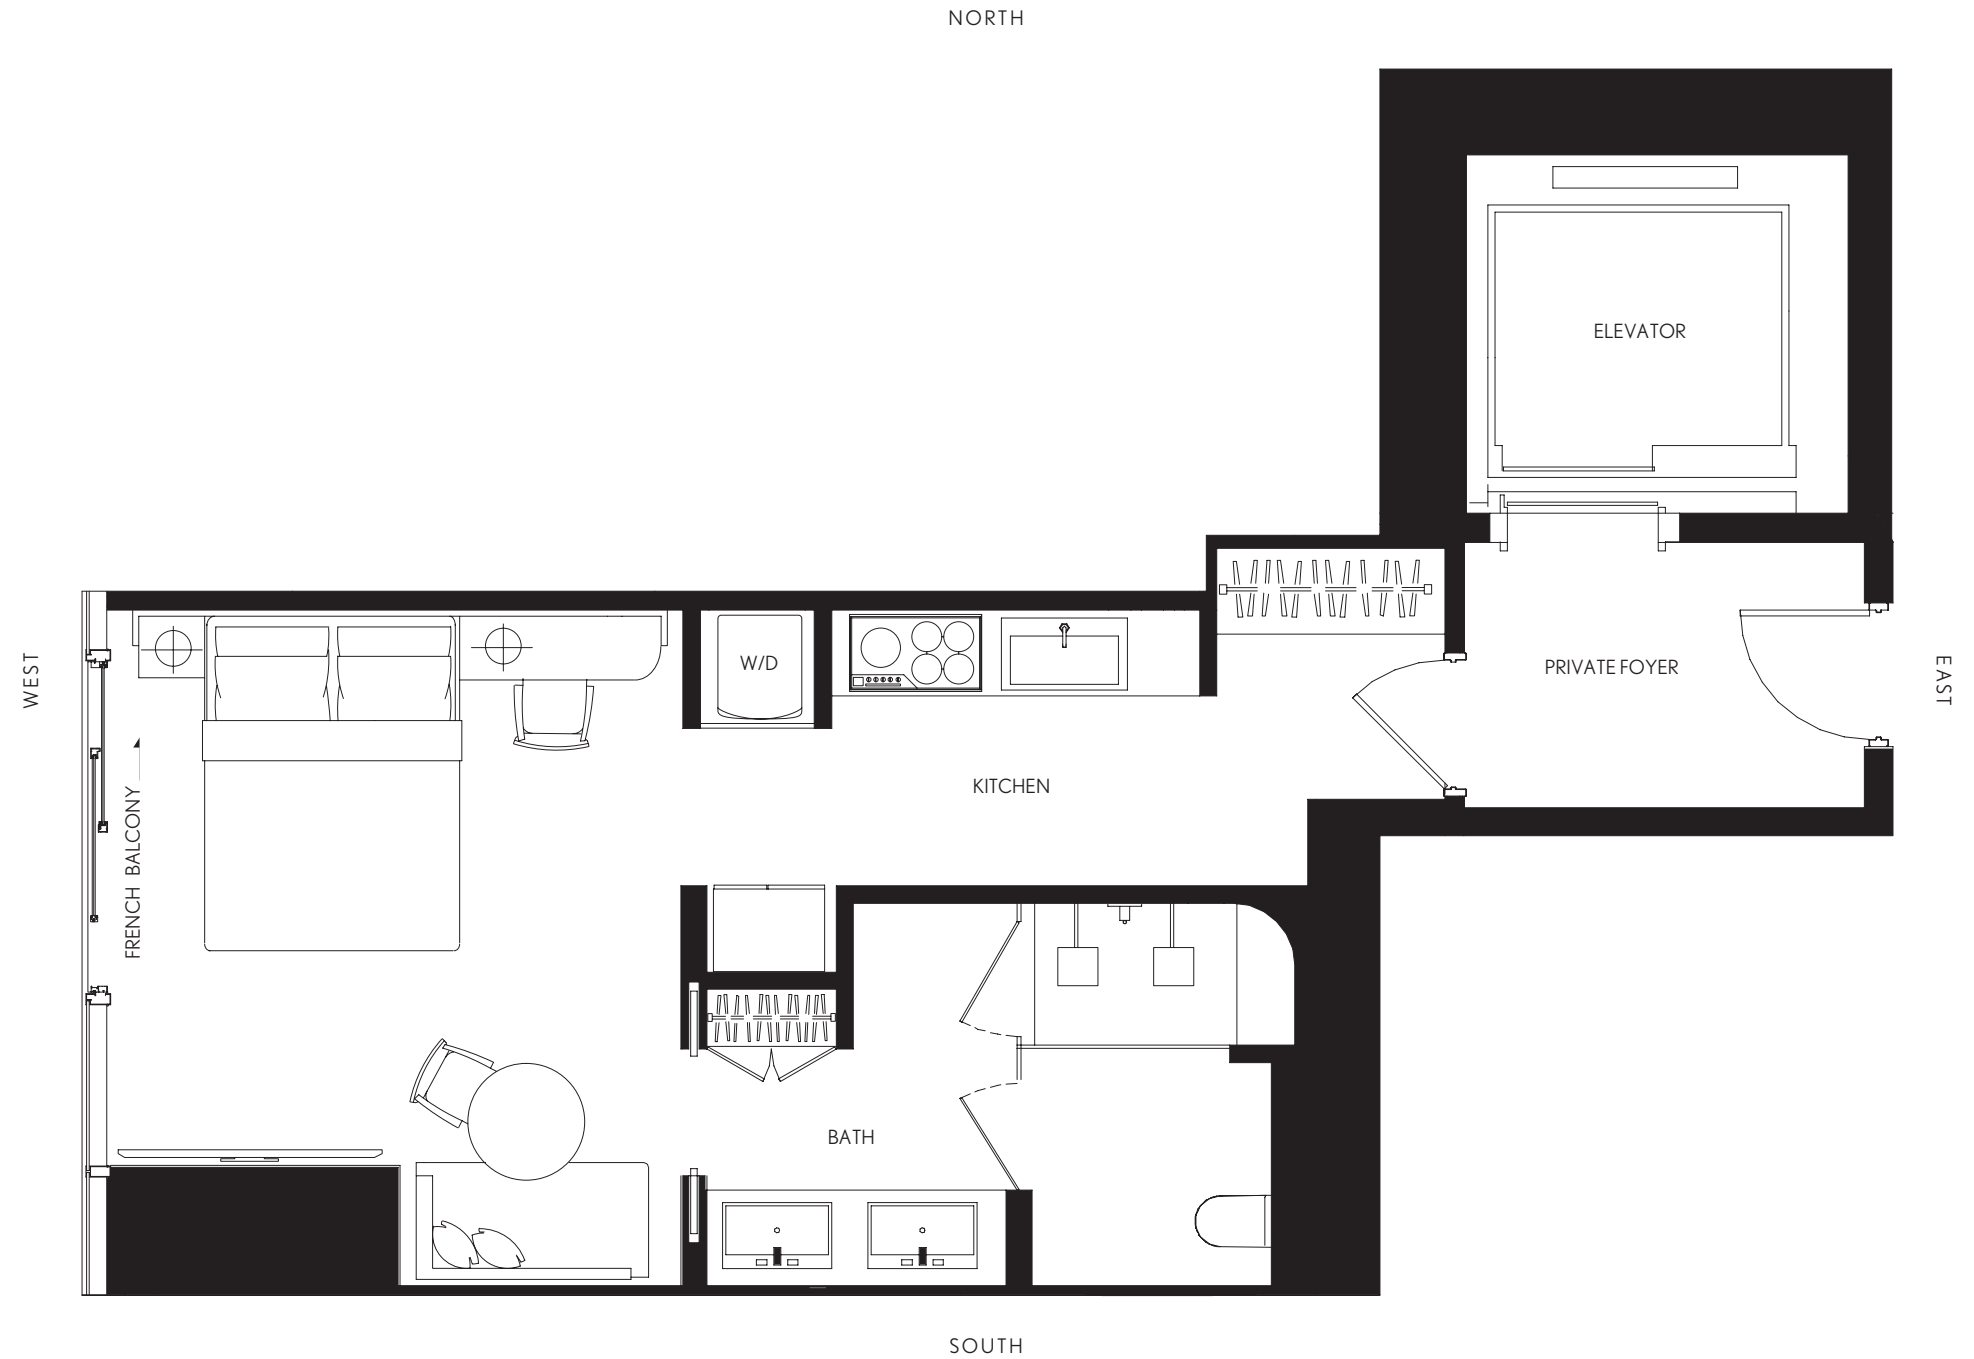 NORTH
ELEVATOR
W/D
PRIVATE FOYER
WEST
EAST
KITCHEN
FRENCH BALCONY
BATH
SOUTH